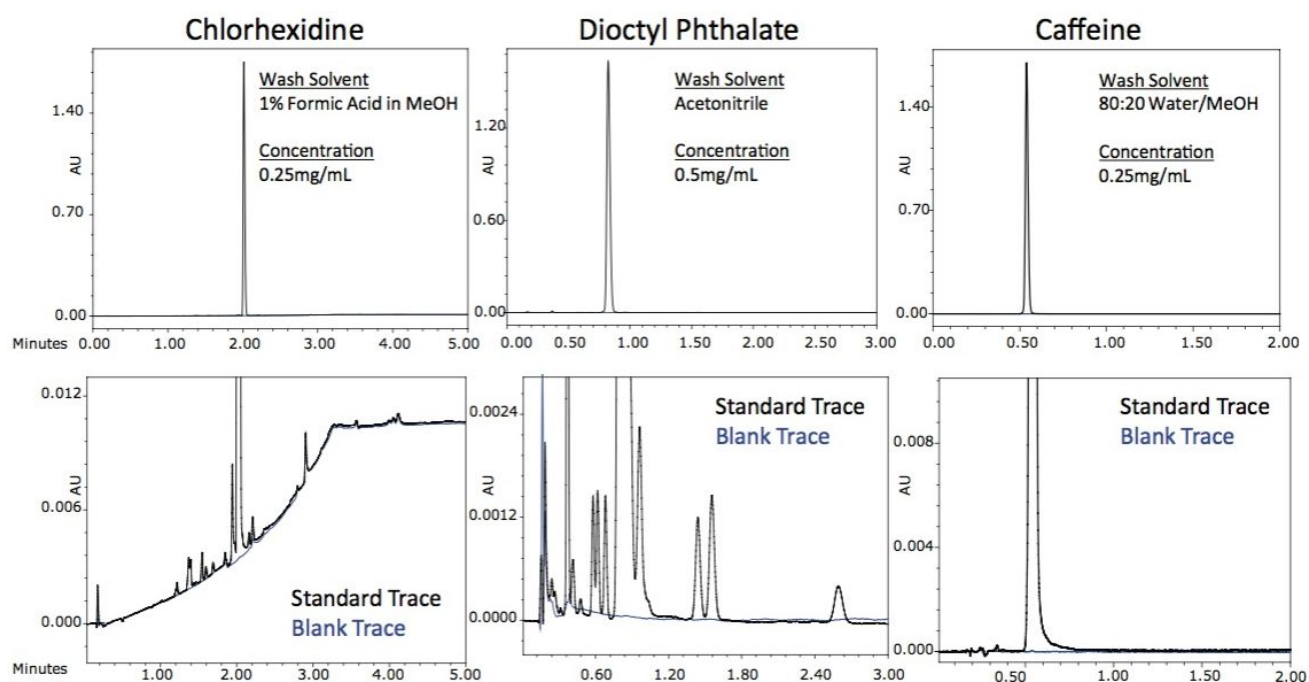 Chlorhexidine
Wash Solvent
1% Formic Acid in MeOH
Concentration
0.25mg/mL
AU
1.40
0.70
0.00
Minutes
0.00 1.00 2.00 3.00 4.00 5.00
Dioctyl Phthalate
Wash Solvent
Acetonitrile
Concentration
0.5mg/mL
AU
1.20
0.60
0.00
0.00 0.50 1.00 1.50 2.00 2.50 3.00
Caffeine
Wash Solvent
80:20 Water/MeOH
Concentration
0.25mg/mL
AU
1.40
0.70
0.00
0.00 0.50 1.00 1.50 2.00
0.012
0.006
0.000
AU
Standard Trace
Blank Trace
Minutes
1.00 2.00 3.00 4.00 5.00
0.0024
0.0012
0.0000
AU
Standard Trace
Blank Trace
0.60 1.20 1.80 2.40 3.00
0.008
0.004
0.000
AU
Standard Trace
Blank Trace
0.50 1.00 1.50 2.00